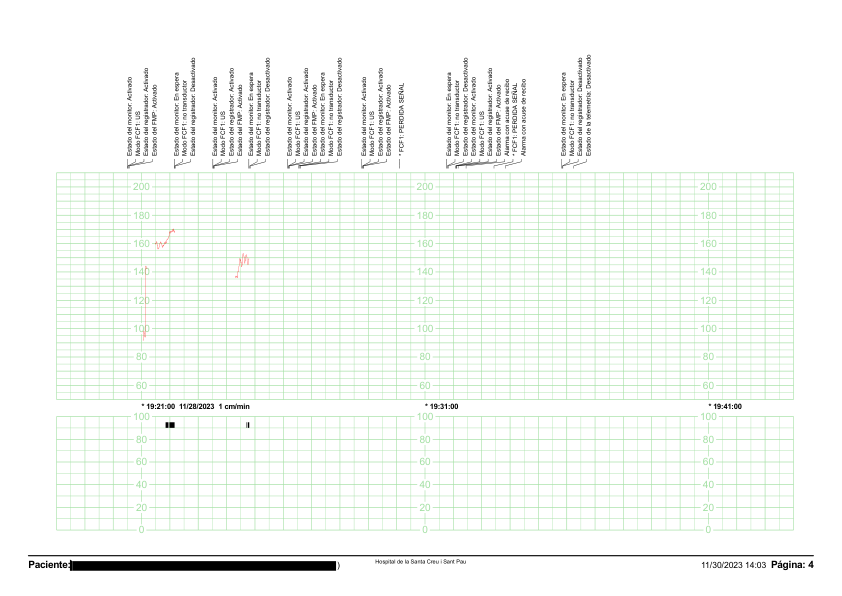 Estado del monitor: Activado
Modo FCF1: US
Estado del registrador: Activado
Estado del FMP: Activado
Estado del monitor: En espera
Modo FCF1: no transductor
Estado del registrador: Desactivado
Estado del monitor: Activado
Modo FCF1: US
Estado del registrador: Activado
Estado del FMP: Activado
Estado del monitor: En espera
Modo FCF1: no transductor
Estado del registrador: Desactivado
Estado del monitor: Activado
Modo FCF1: US
Estado del registrador: Activado
Estado del FMP: Activado
Estado del monitor: En espera
Modo FCF1: no transductor
Estado del registrador: Desactivado
Estado del monitor: Activado
Modo FCF1: US
Estado del registrador: Activado
Estado del FMP: Activado
* FCF1: PERDIDA SEÑAL
Estado del monitor: En espera
Modo FCF1: no transductor
Estado del registrador: Desactivado
Estado del monitor: Activado
Modo FCF1: US
Estado del registrador: Activado
Estado del FMP: Activado
Alarma con acuse de recibo
* FCF1: PERDIDA SEÑAL
Alarma con acuse de recibo
Estado del monitor: En espera
Modo FCF1: no transductor
Estado del registrador: Desactivado
Estado de la telemetría: Desactivado
200 200 200
180 180 180
160 160 160
140 140 140
120 120 120
100 100 100
80 80 80
60 60 60
* 19:21:00 11/28/2023 1 cm/min * 19:31:00 * 19:41:00
100 100 100
80 80 80
60 60 60
40 40 40
20 20 20
0 0 0
Paciente: ) Hospital de la Santa Creu i Sant Pau 11/30/2023 14:03 Página: 4